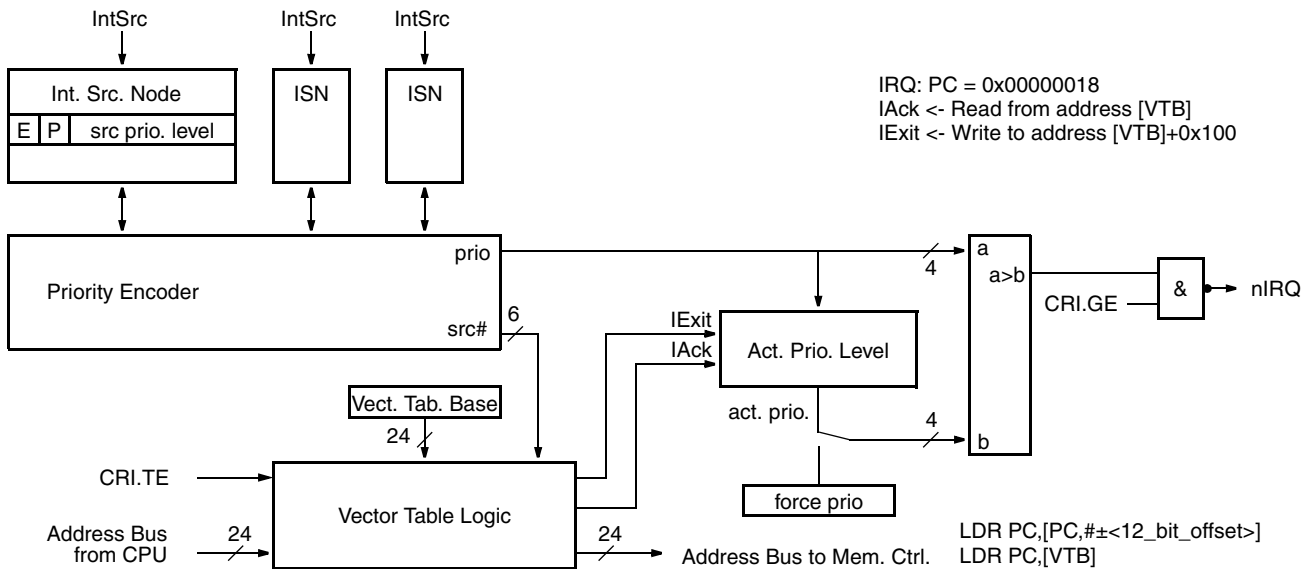 IntSrc
IntSrc
IntSrc
Int. Src. Node
E P src prio. level
ISN
ISN
IRQ: PC = 0x00000018
IAck <- Read from address [VTB]
IExit <- Write to address [VTB]+0x100
Priority Encoder
prio
src#
6
4
a
a>b
b
CRI.GE
&
nIRQ
IExit
IAck
Act. Prio. Level
act. prio.
4
force prio
Vect. Tab. Base
24
CRI.TE
Vector Table Logic
Address Bus
from CPU
24
24
Address Bus to Mem. Ctrl.
LDR PC,[PC,#±<12_bit_offset>]
LDR PC,[VTB]